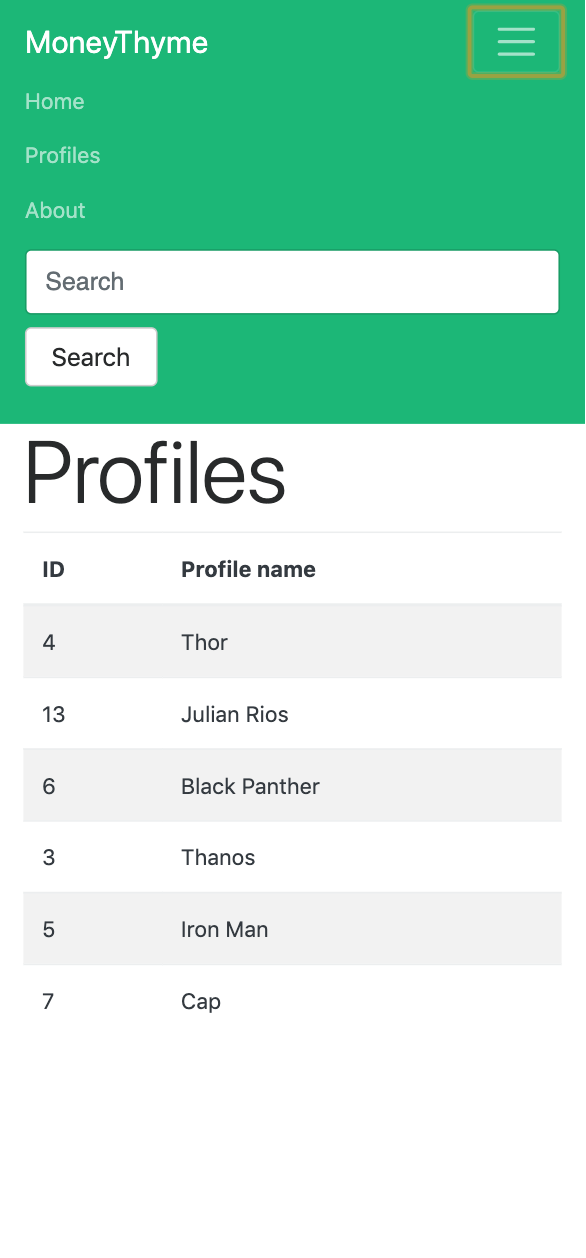 MoneyThyme
Home
Profiles
About
Search
Search
Profiles
ID Profile name
4 Thor
13 Julian Rios
6 Black Panther
3 Thanos
5 Iron Man
7 Cap